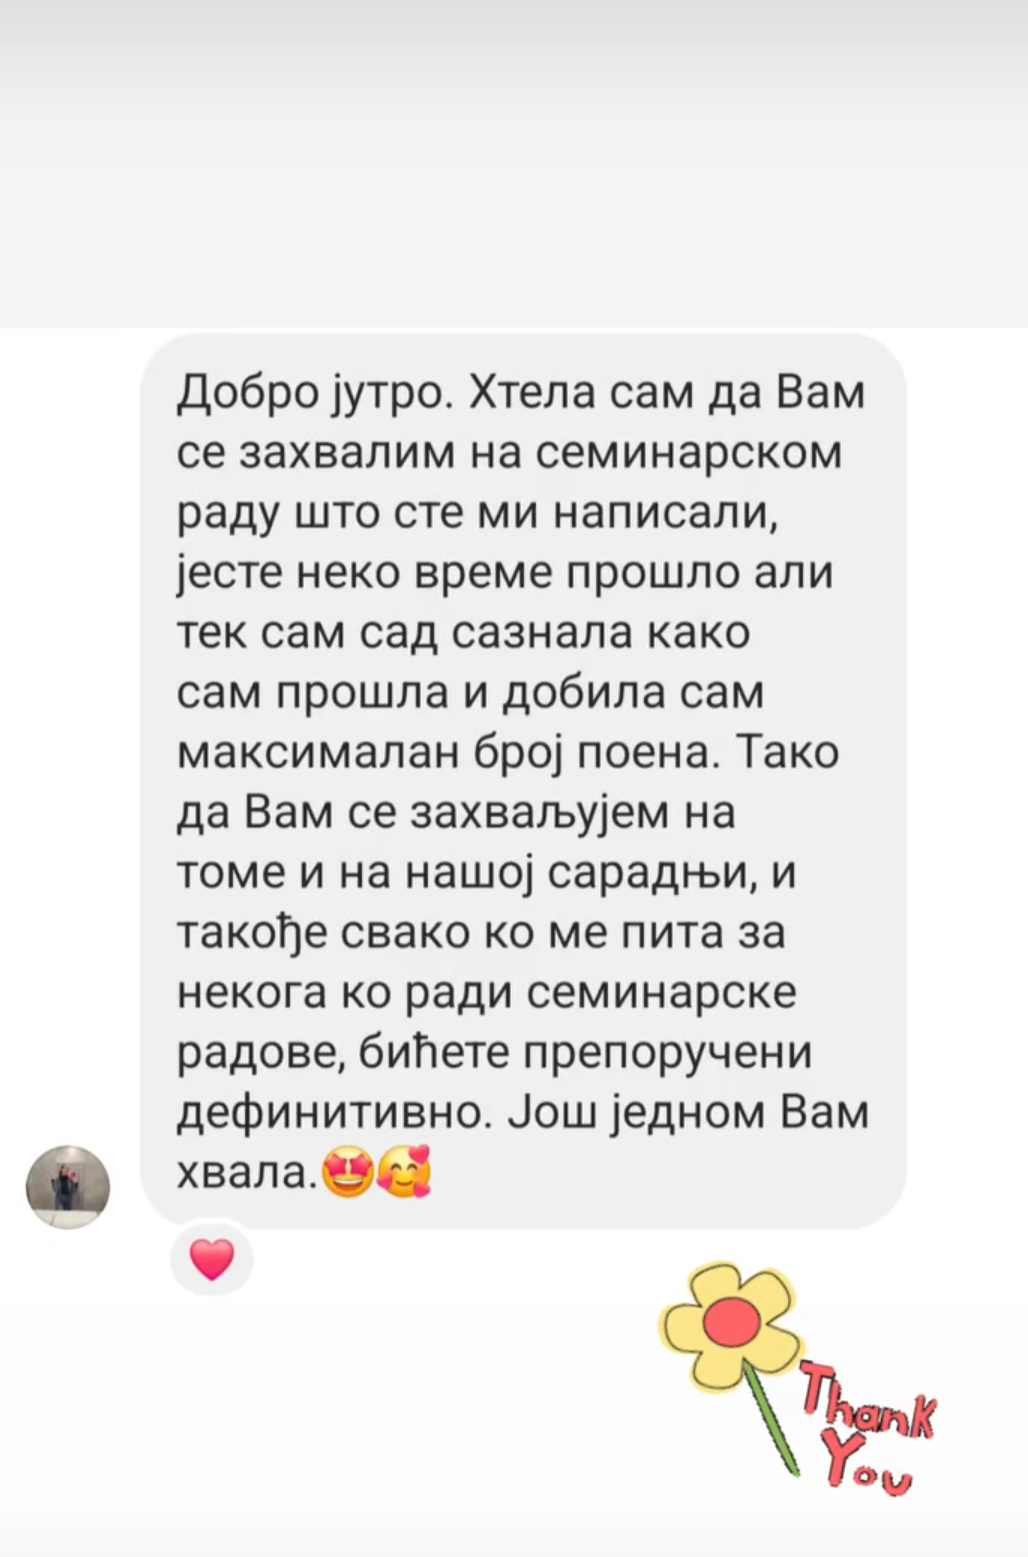 Добро јутро. Хтела сам да Вам
се захвалим на семинарском
раду што сте ми написали,
јесте неко време прошло али
тек сам сад сазнала како
сам прошла и добила сам
максималан број поена. Тако
да Вам се захваљујем на
томе и на нашој сарадњи, и
такође свако ко ме пита за
некога ко ради семинарске
радове, бићете препоручени
дефинитивно. Још једном Вам
хвала.🤩🥰
Thank
You